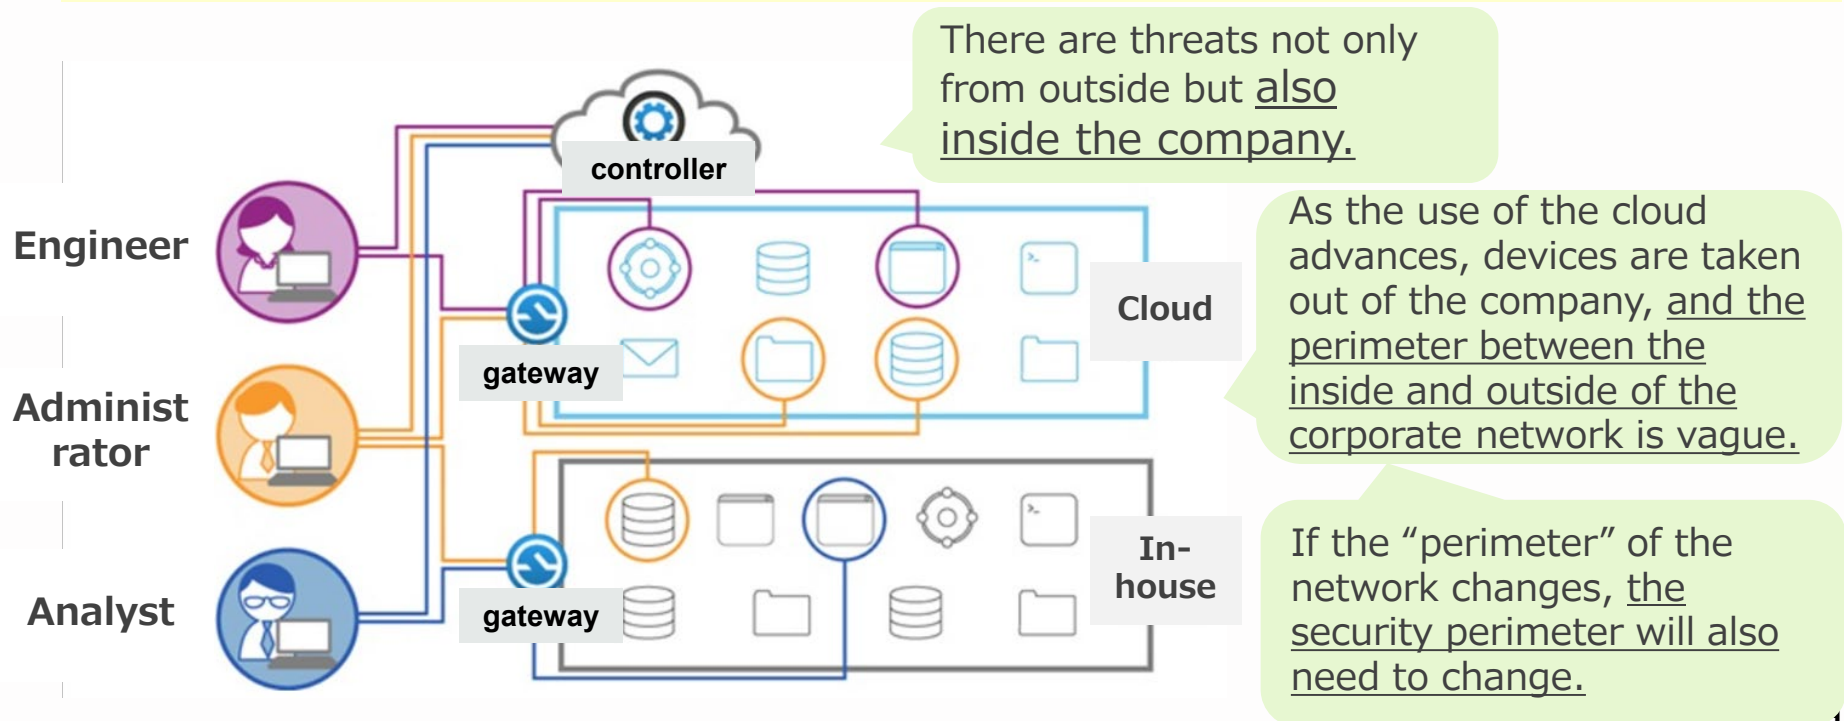 There are threats not only
from outside but also
inside the company.
controller
Engineer
As the use of the cloud
advances, devices are taken
out of the company, and the
perimeter between the
inside and outside of the
corporate network is vague.
Cloud
gateway
Administ
rator
In-
house
If the “perimeter” of the
network changes, the
security perimeter will also
need to change.
Analyst
gateway